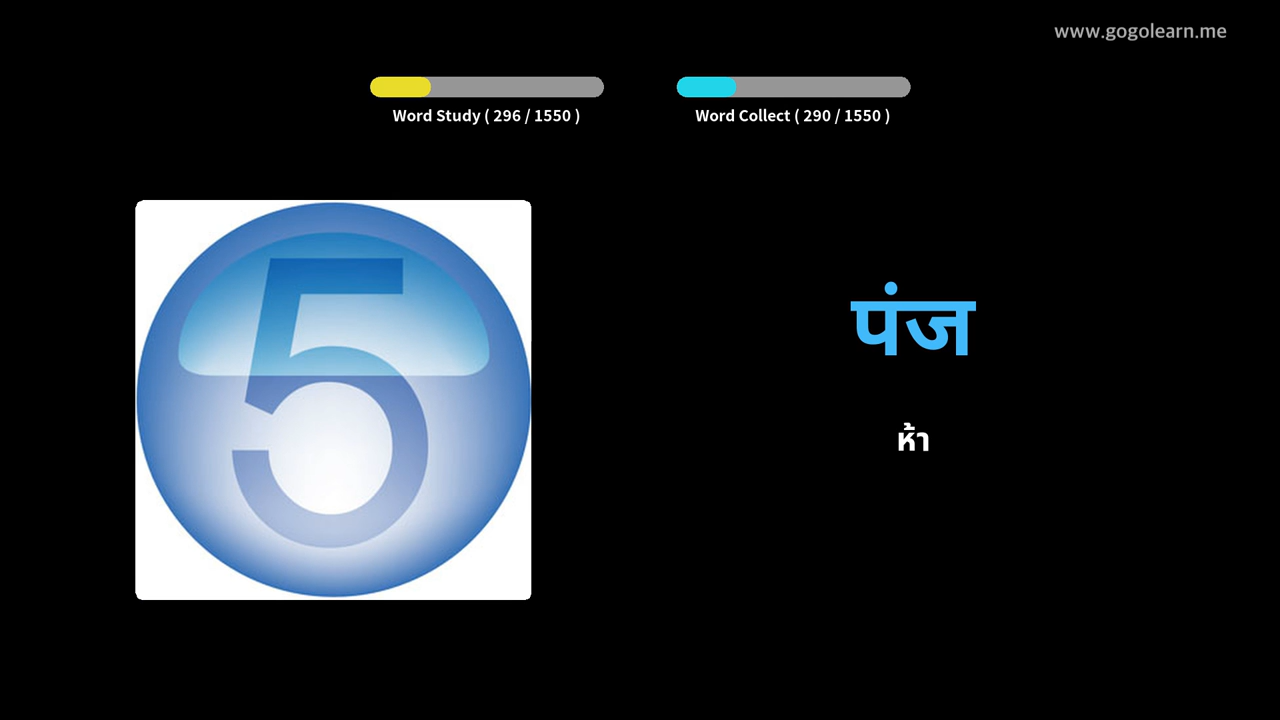 www.gogolearn.me
Word Study ( 296 / 1550 )
Word Collect ( 290 / 1550 )
5
पंज
ห้า